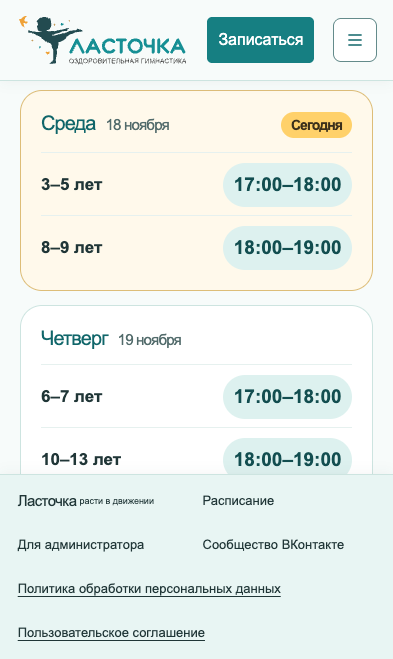 ЛАСТОЧКА
ОЗДОРОВИТЕЛЬНАЯ ГИМНАСТИКА
Записаться
Среда 18 ноября Сегодня
3–5 лет 17:00–18:00
8–9 лет 18:00–19:00
Четверг 19 ноября
6–7 лет 17:00–18:00
10–13 лет 18:00–19:00
Ласточка расти в движении Расписание
Для администратора Сообщество ВКонтакте
Политика обработки персональных данных
Пользовательское соглашение